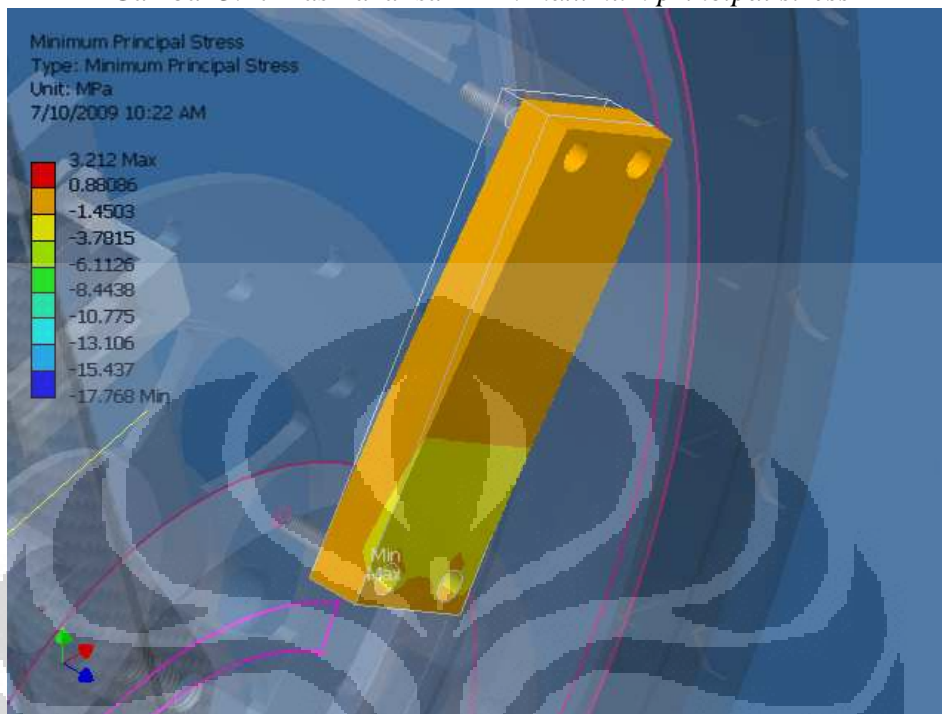 Minimum Principal Stress
Type: Minimum Principal Stress
Unit: MPa
7/10/2009 10:22 AM
3.212 Max
0.88086
-1.4503
-3.7815
-6.1126
-8.4438
-10.775
-13.106
-15.437
-17.768 Min
Min
Max